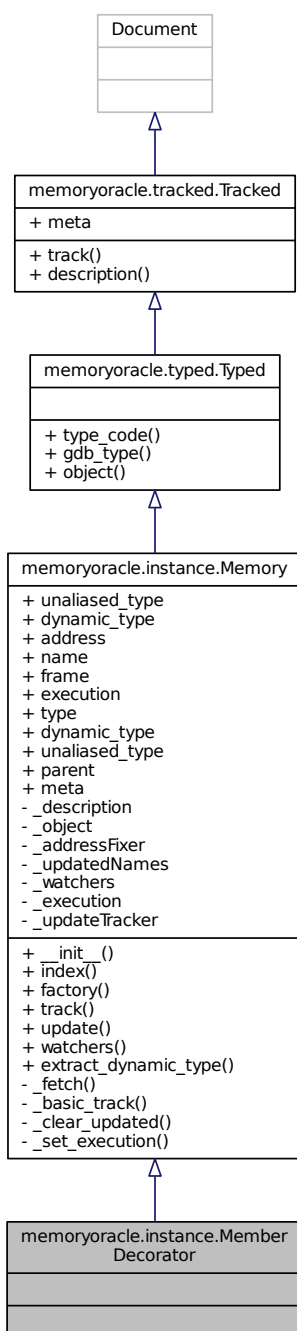 Document
memoryoracle.tracked.Tracked
+ meta
+ track()
+ description()
memoryoracle.typed.Typed
+ type_code()
+ gdb_type()
+ object()
memoryoracle.instance.Memory
+ unaliased_type
+ dynamic_type
+ address
+ name
+ frame
+ execution
+ type
+ dynamic_type
+ unaliased_type
+ parent
+ meta
- _description
- _object
- _addressFixer
- _updatedNames
- _watchers
- _execution
- _updateTracker
+ __init__()
+ index()
+ factory()
+ track()
+ update()
+ watchers()
+ extract_dynamic_type()
- _fetch()
- _basic_track()
- _clear_updated()
- _set_execution()
memoryoracle.instance.Member
Decorator